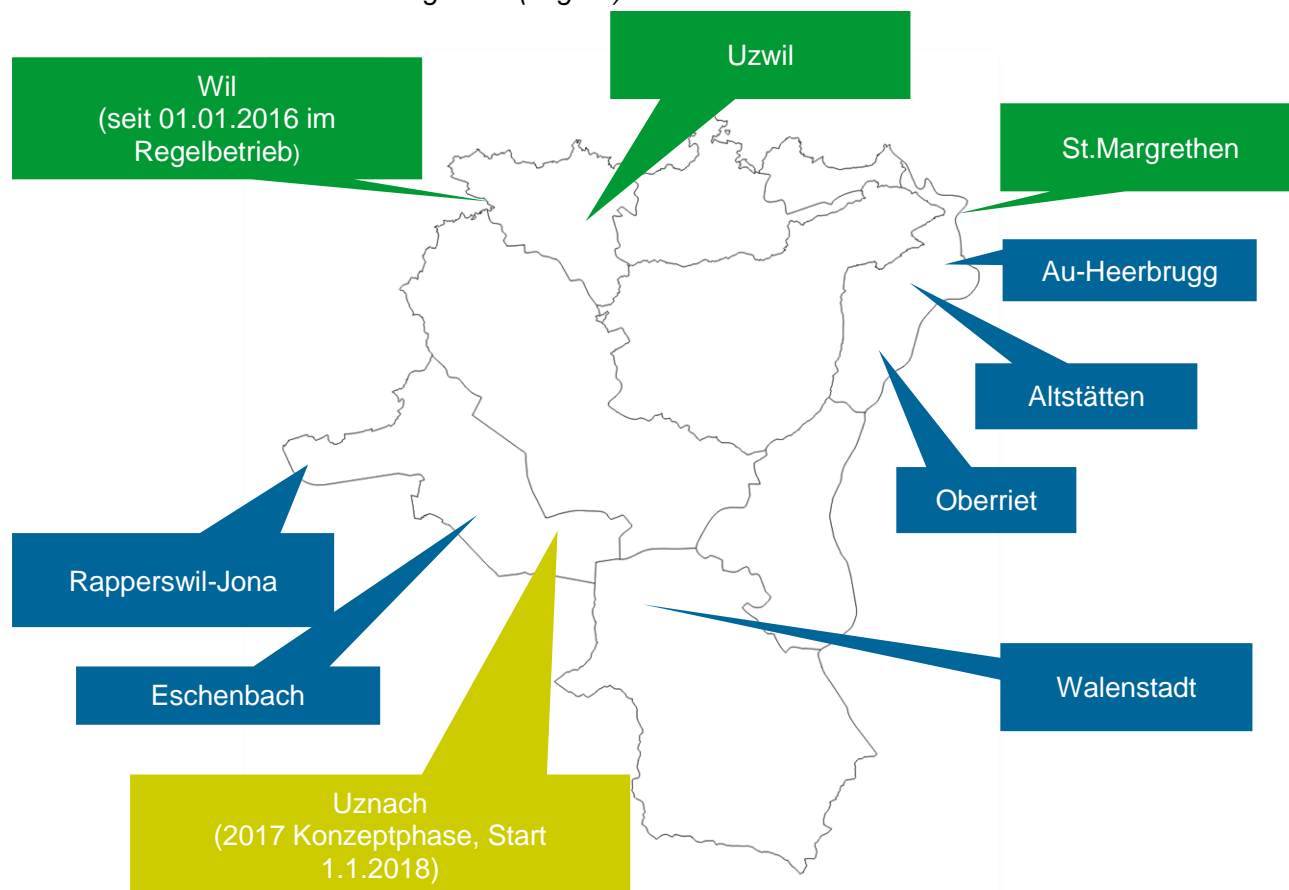 Uzwil
Wil
(seit 01.01.2016 im
Regelbetrieb)
St.Margrethen
Au-Heerbrugg
Altstätten
Oberriet
Rapperswil-Jona
Eschenbach
Walenstadt
Uznach
(2017 Konzeptphase, Start
1.1.2018)